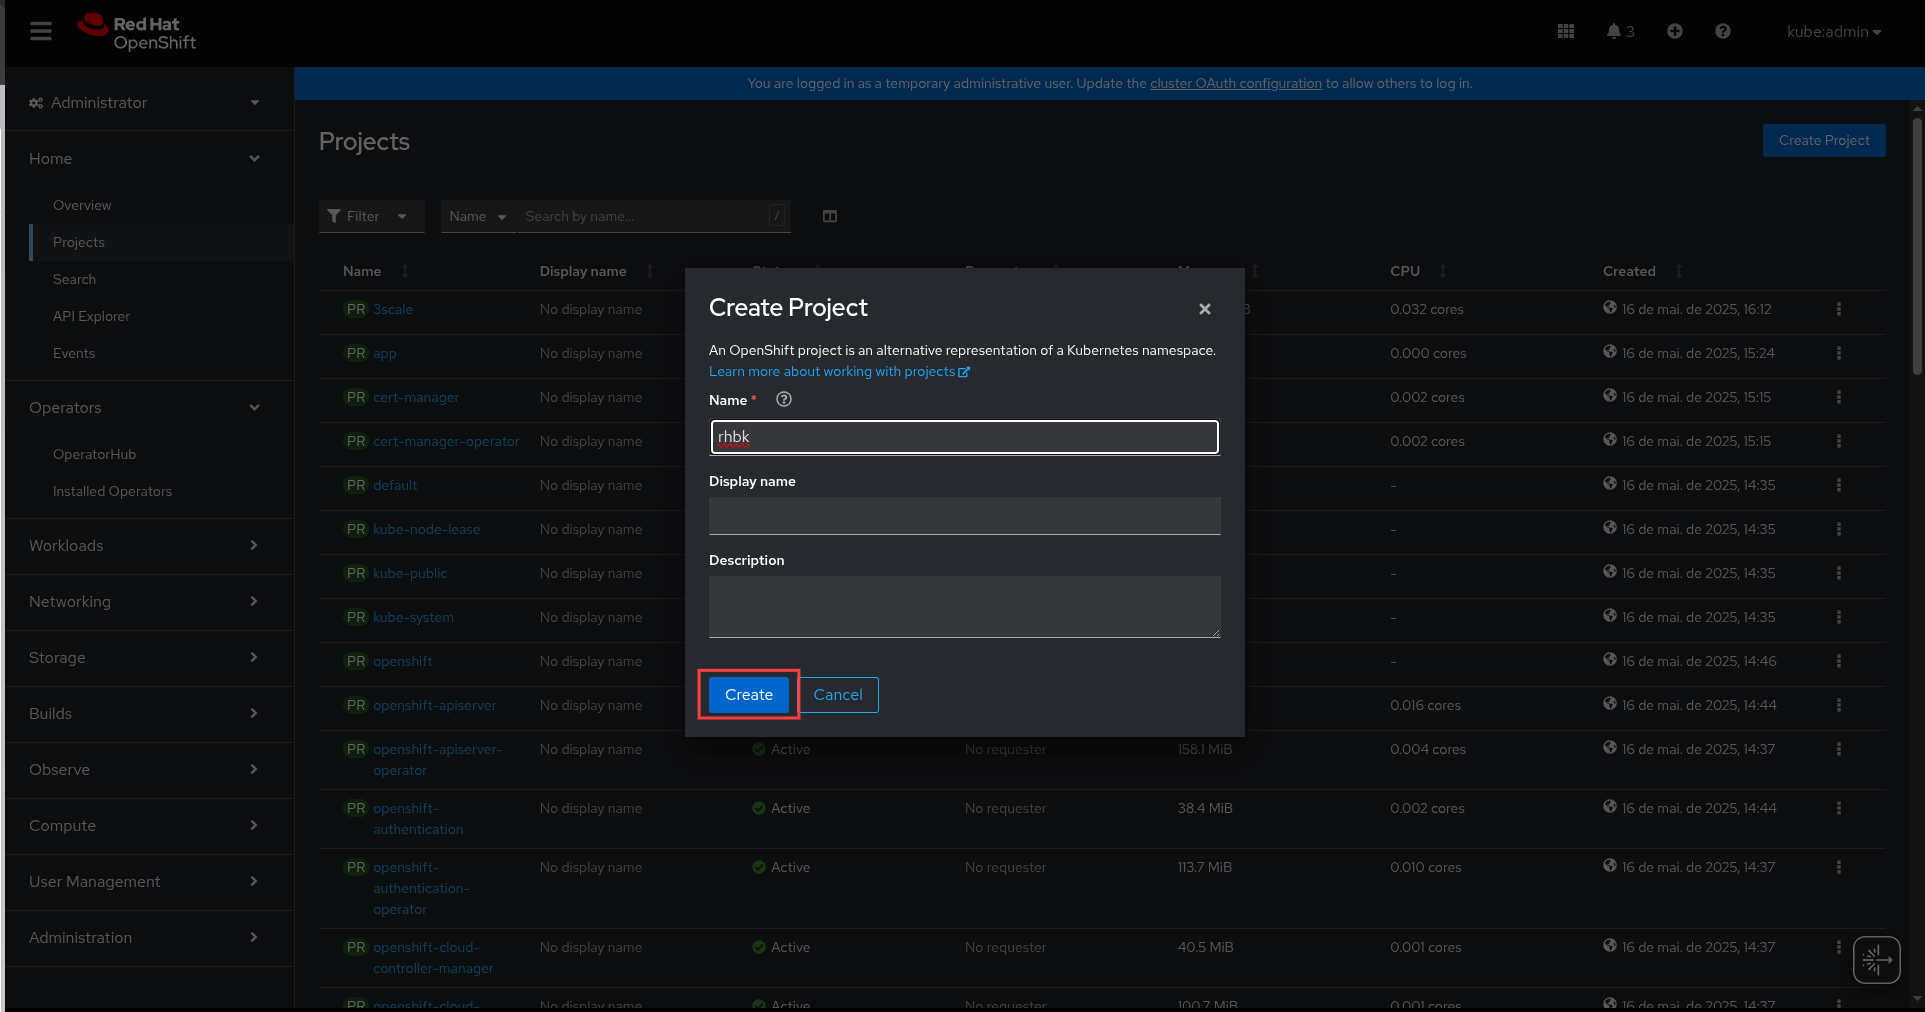 Red Hat
OpenShift
3
kube:admin
You are logged in as a temporary administrative user. Update the cluster OAuth configuration to allow others to log in.
Administrator
Home
Overview
Projects
Search
API Explorer
Events
Operators
OperatorHub
Installed Operators
Workloads
Networking
Storage
Builds
Observe
Compute
User Management
Administration
Projects
Create Project
Filter
Name
Search by name...
/
Name Display name CPU Created
PR 3scale No display name 0.032 cores 16 de mai. de 2025, 16:12
PR app No display name 0.000 cores 16 de mai. de 2025, 15:24
PR cert-manager No display name 0.002 cores 16 de mai. de 2025, 15:15
PR cert-manager-operator No display name 0.002 cores 16 de mai. de 2025, 15:15
PR default No display name - 16 de mai. de 2025, 14:35
PR kube-node-lease No display name - 16 de mai. de 2025, 14:35
PR kube-public No display name - 16 de mai. de 2025, 14:35
PR kube-system No display name - 16 de mai. de 2025, 14:35
PR openshift No display name - 16 de mai. de 2025, 14:46
PR openshift-apiserver No display name 0.016 cores 16 de mai. de 2025, 14:44
PR openshift-apiserver- No display name Active No requester 158.1 MiB 0.004 cores 16 de mai. de 2025, 14:37
operator
PR openshift- No display name Active No requester 38.4 MiB 0.002 cores 16 de mai. de 2025, 14:44
authentication
PR openshift- No display name Active No requester 113.7 MiB 0.010 cores 16 de mai. de 2025, 14:37
authentication-
operator
PR openshift-cloud- No display name Active No requester 40.5 MiB 0.001 cores 16 de mai. de 2025, 14:37
controller-manager
PR openshift-cloud- No display name Active No requester 100.7 MiB 0.001 cores 16 de mai. de 2025, 14:37
Create Project
An OpenShift project is an alternative representation of a Kubernetes namespace.
Learn more about working with projects
Name *
rhbk
Display name
Description
Create
Cancel